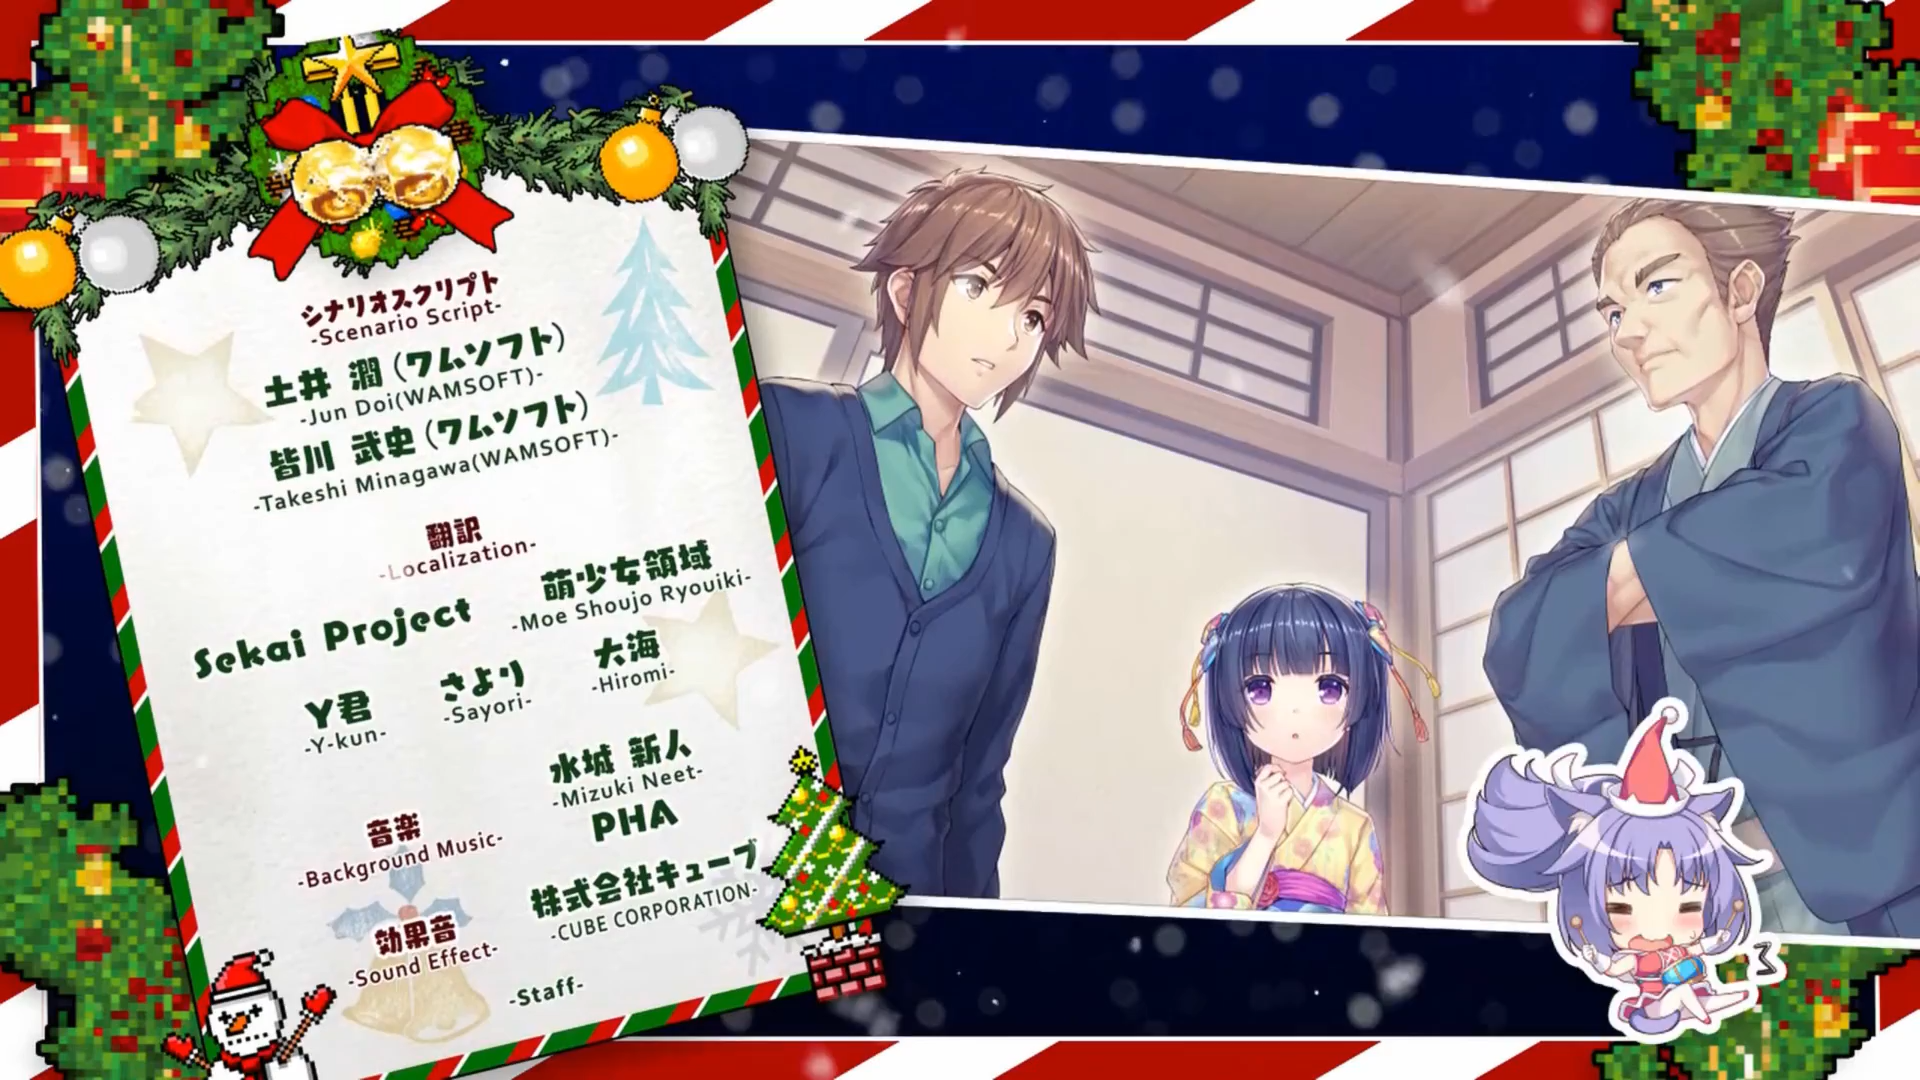 シナリオスクリプト
-Scenario Script-
土井 潤(ワムソフト)
-Jun Doi(WAMSOFT)-
皆川 武史(ワムソフト)
-Takeshi Minagawa(WAMSOFT)-
翻訳
-Localization-
Sekai Project
萌少女領域
-Moe Shoujo Ryouiki-
Y君
-Y-kun-
さより
-Sayori-
大海
-Hiromi-
音楽
-Background Music-
水城 新人
-Mizuki Neet-
PHA
効果音
-Sound Effect-
株式会社キューブ
-CUBE CORPORATION-
-Staff-